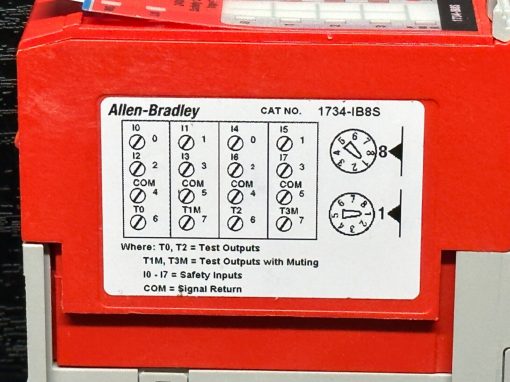 Allen-Bradley CAT NO. 1734-IB8S
I0 I1 I4 I5
0 1 0 1
I2 I3 I6 I7
2 3 2 3
COM COM COM COM
4 5 4 5
T0 T1M T2 T3M
6 7 6 7
8
1
Where: T0, T2 = Test Outputs
T1M, T3M = Test Outputs with Muting
I0 - I7 = Safety Inputs
COM = Signal Return